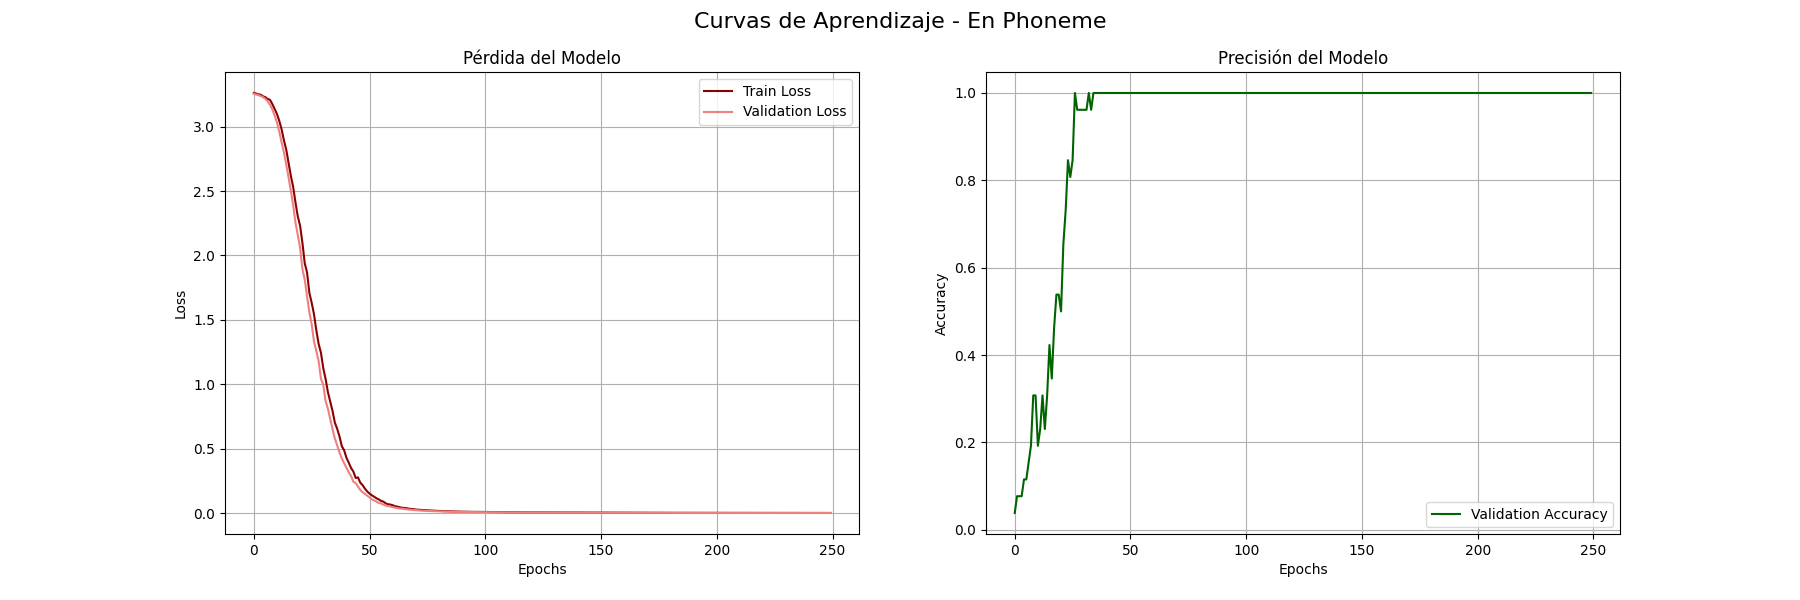 Curvas de Aprendizaje - En Phoneme
Pérdida del Modelo
Train Loss
Validation Loss
Loss
3.0
2.5
2.0
1.5
1.0
0.5
0.0
0 50 100 150 200 250
Epochs
Precisión del Modelo
Accuracy
1.0
0.8
0.6
0.4
0.2
0.0
Validation Accuracy
0 50 100 150 200 250
Epochs